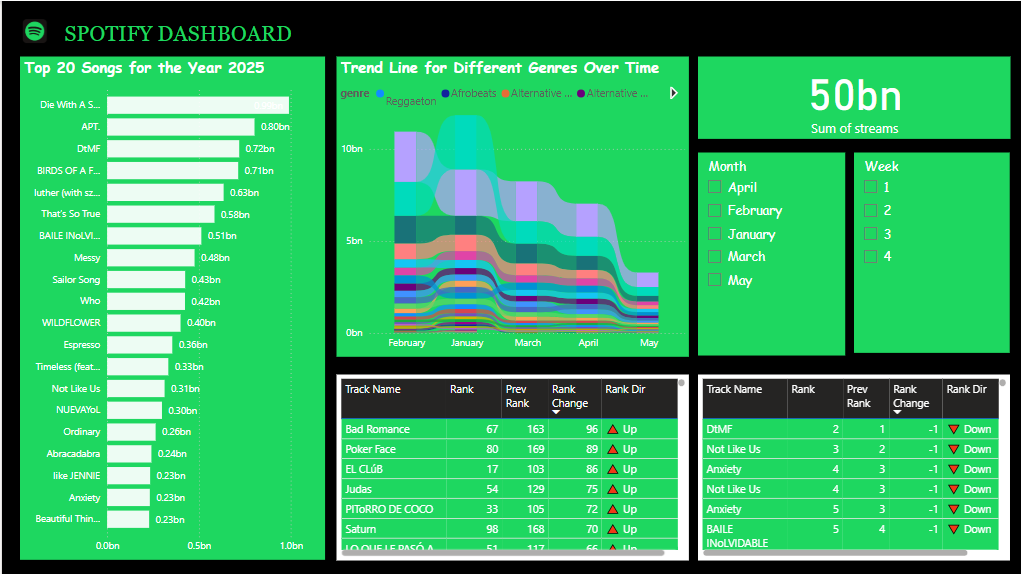 SPOTIFY DASHBOARD
Top 20 Songs for the Year 2025
Die With A S...
APT.
0.80bn
DtMF
0.72bn
BIRDS OF A F...
0.71bn
luther (with sz...
0.63bn
That's So True
0.58bn
BAILE INoLVI...
0.51bn
Messy
0.48bn
Sailor Song
0.43bn
Who
0.42bn
WILDFLOWER
0.40bn
Espresso
0.36bn
Timeless (feat...
0.33bn
Not Like Us
0.31bn
NUEVAYoL
0.30bn
Ordinary
0.26bn
Abracadabra
0.24bn
like JENNIE
0.23bn
Anxiety
0.23bn
Beautiful Thin...
0.23bn
0.0bn 0.5bn 1.0bn
Trend Line for Different Genres Over Time
genre Reggaeton Afrobeats Alternative ... Alternative ...
10bn
5bn
0bn
February January March April May
50bn
Sum of streams
Month
April
February
January
March
May
Week
1
2
3
4
Track Name Rank Prev Rank Rank Change Rank Dir
Bad Romance 67 163 96 Up
Poker Face 80 169 89 Up
EL CLúB 17 103 86 Up
Judas 54 129 75 Up
PIToRRO DE COCO 33 105 72 Up
Saturn 98 168 70 Up
LO QUE LE PASÓ A 51 117 66 Up
Track Name Rank Prev Rank Rank Change Rank Dir
DtMF 2 1 -1 Down
Not Like Us 3 2 -1 Down
Anxiety 4 3 -1 Down
Not Like Us 4 3 -1 Down
Anxiety 5 3 -1 Down
BAILE 5 4 -1 Down
INoLVIDABLE